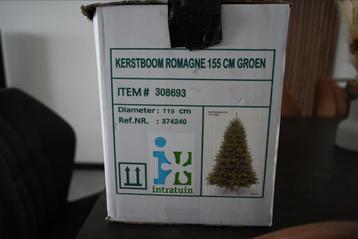 KERSTBOOM ROMAGNE 155 CM GROEN
ITEM# 308693
Diameter: 119 cm
Ref.NR. : 374240
intratuin